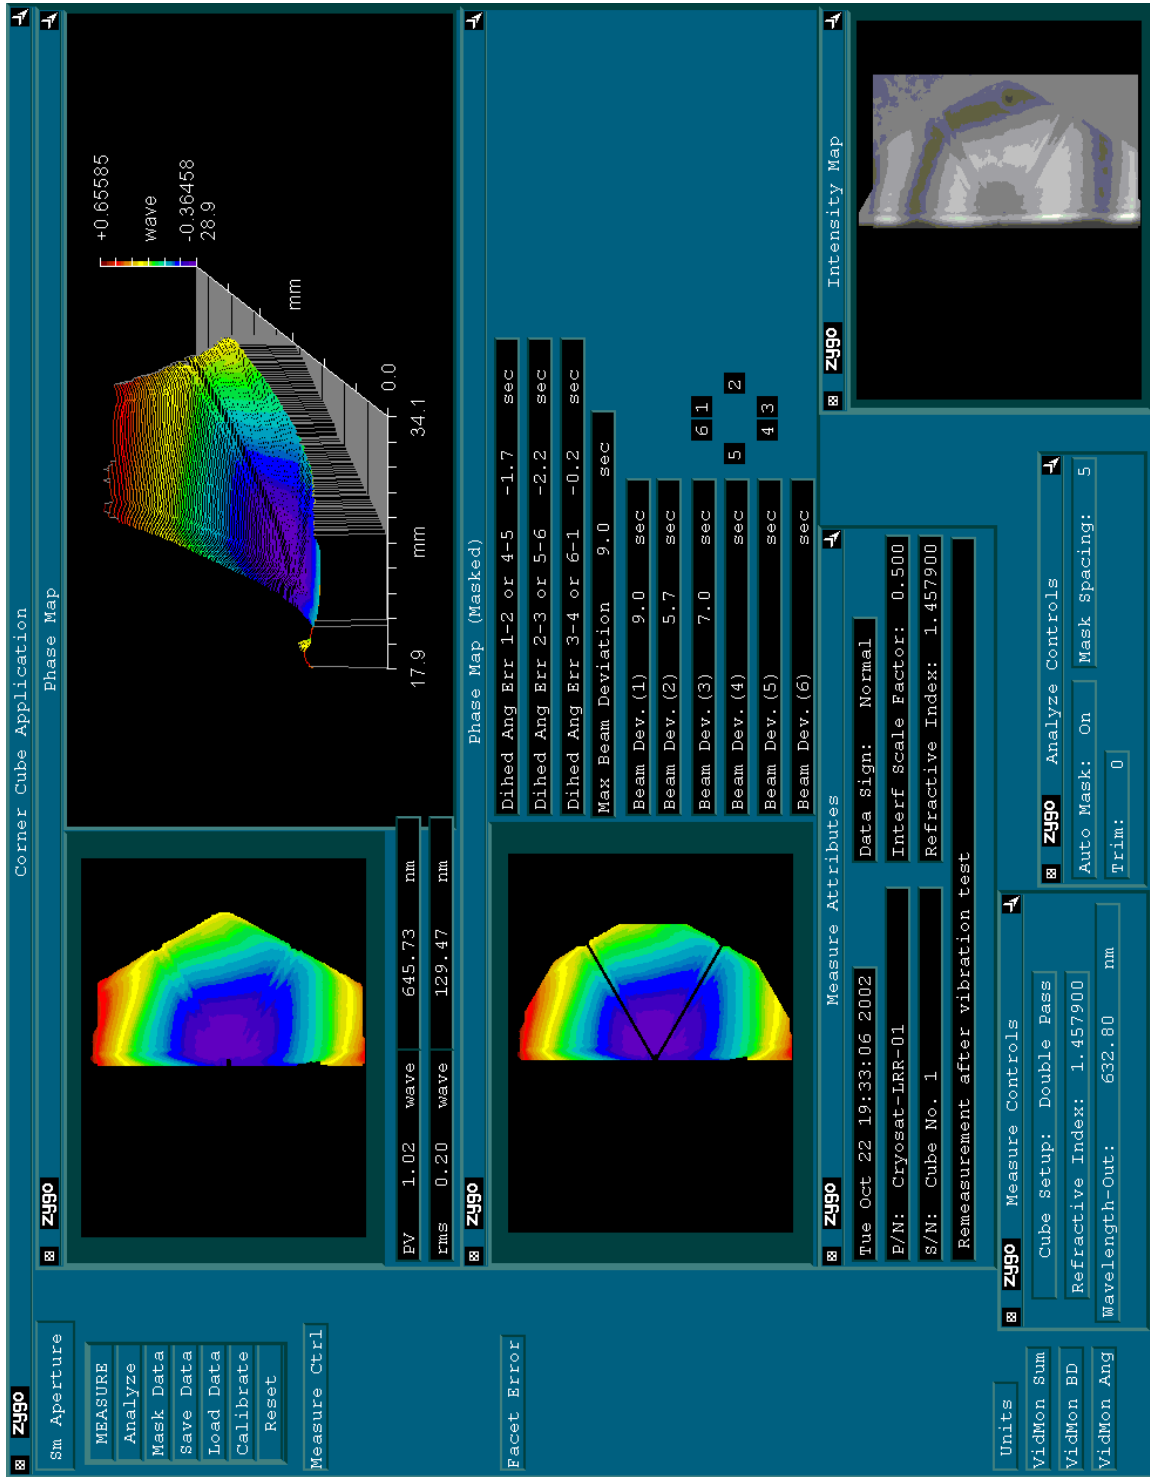 zygo Corner Cube Application
Sm Aperture
MEASURE
Analyze
Mask Data
Save Data
Load Data
Calibrate
Reset
Measure Ctrl
Facet Error
Units
VidMon Sum
VidMon BD
VidMon Ang
zygo Phase Map
PV 1.02 wave 645.73 nm
rms 0.20 wave 129.47 nm
+0.65585
wave
-0.36458
28.9
mm
0.0
34.1
mm
17.9
zygo Phase Map (Masked)
Dihed Ang Err 1-2 or 4-5 -1.7 sec
Dihed Ang Err 2-3 or 5-6 -2.2 sec
Dihed Ang Err 3-4 or 6-1 -0.2 sec
Max Beam Deviation 9.0 sec
Beam Dev.(1) 9.0 sec
Beam Dev.(2) 5.7 sec
Beam Dev.(3) 7.0 sec
Beam Dev.(4) sec
Beam Dev.(5) sec
Beam Dev.(6) sec
6 1
5 2
4 3
zygo Measure Attributes
Tue Oct 22 19:33:06 2002 Data Sign: Normal
P/N: Cryosat-LRR-01 Interf Scale Factor: 0.500
S/N: Cube No. 1 Refractive Index: 1.457900
Remeasurement after vibration test
zygo Intensity Map
zygo Measure Controls
Cube Setup: Double Pass
Refractive Index: 1.457900
Wavelength-Out: 632.80 nm
zygo Analyze Controls
Auto Mask: On Mask Spacing: 5
Trim: 0